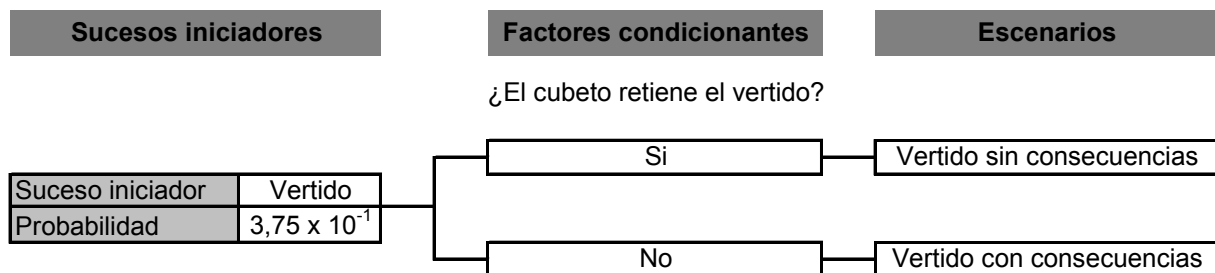 Sucesos iniciadores Factores condicionantes Escenarios
¿El cubeto retiene el vertido?
Si Vertido sin consecuencias
Suceso iniciador Vertido
Probabilidad 3,75 x 10⁻¹
No Vertido con consecuencias